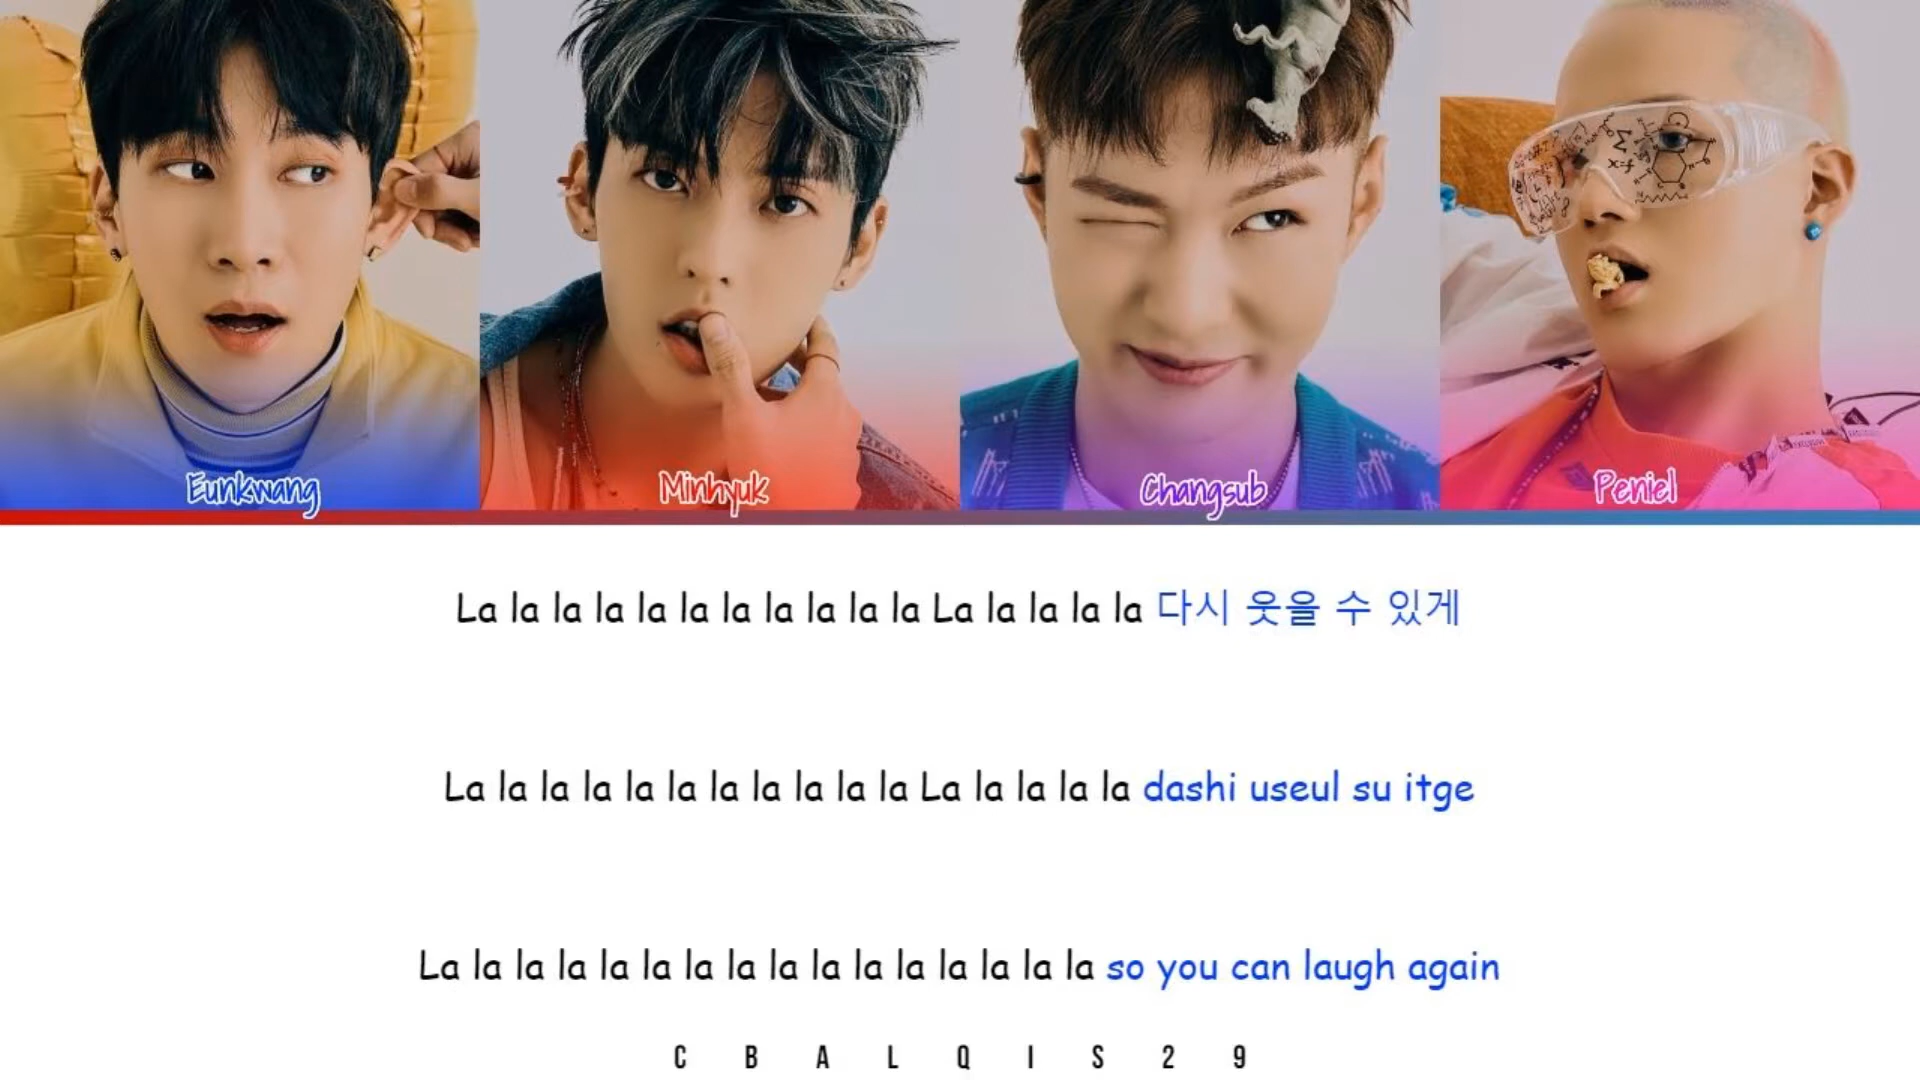 Eunkwang
Minhyuk
Changsub
Peniel
La la la la la la la la la la la La la la la la 다시 웃을 수 있게
La la la la la la la la la la la La la la la la dashi useul su itge
La la la la la la la la la la la la la la la la so you can laugh again
CBALQIS29